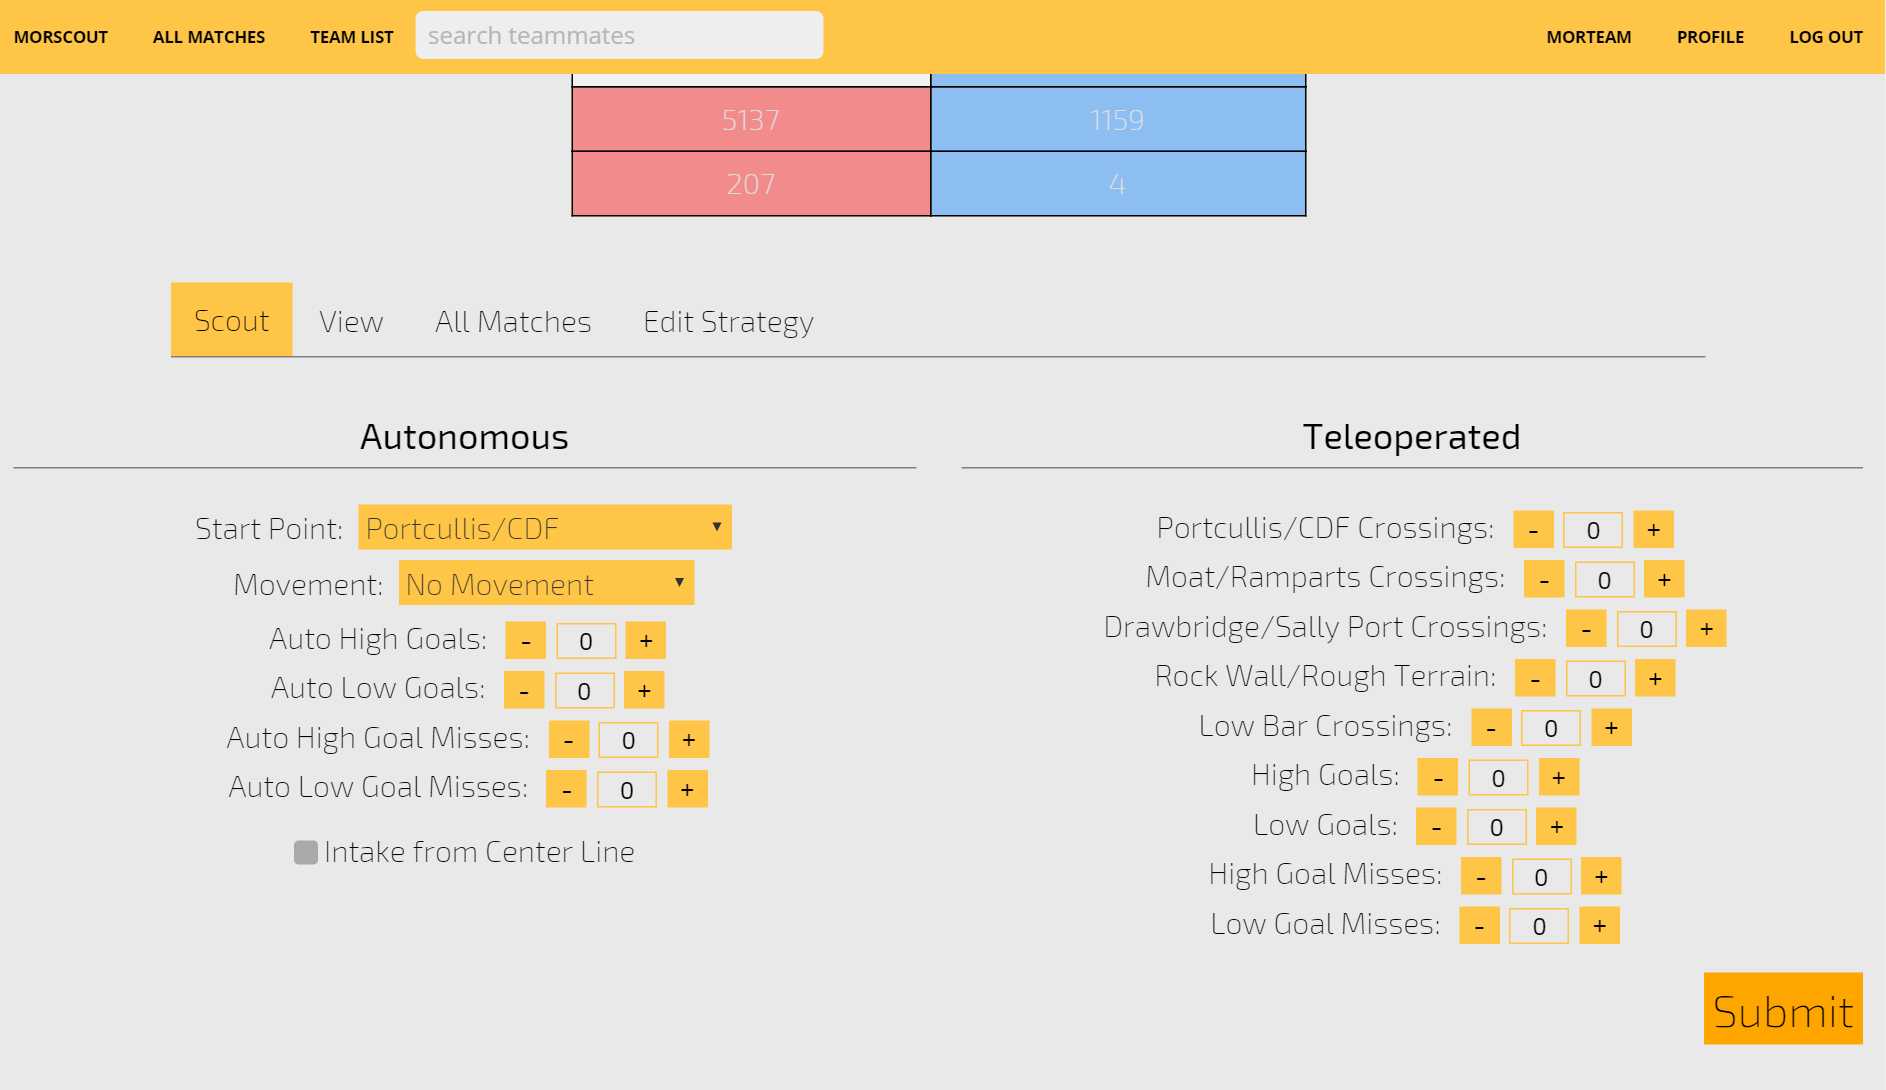 MORSCOUT ALL MATCHES TEAM LIST search teammates MORTEAM PROFILE LOG OUT
5137 1159
207 4
Scout View All Matches Edit Strategy
Autonomous
Start Point: Portcullis/CDF
Movement: No Movement
Auto High Goals: - 0 +
Auto Low Goals: - 0 +
Auto High Goal Misses: - 0 +
Auto Low Goal Misses: - 0 +
Intake from Center Line
Teleoperated
Portcullis/CDF Crossings: - 0 +
Moat/Ramparts Crossings: - 0 +
Drawbridge/Sally Port Crossings: - 0 +
Rock Wall/Rough Terrain: - 0 +
Low Bar Crossings: - 0 +
High Goals: - 0 +
Low Goals: - 0 +
High Goal Misses: - 0 +
Low Goal Misses: - 0 +
Submit